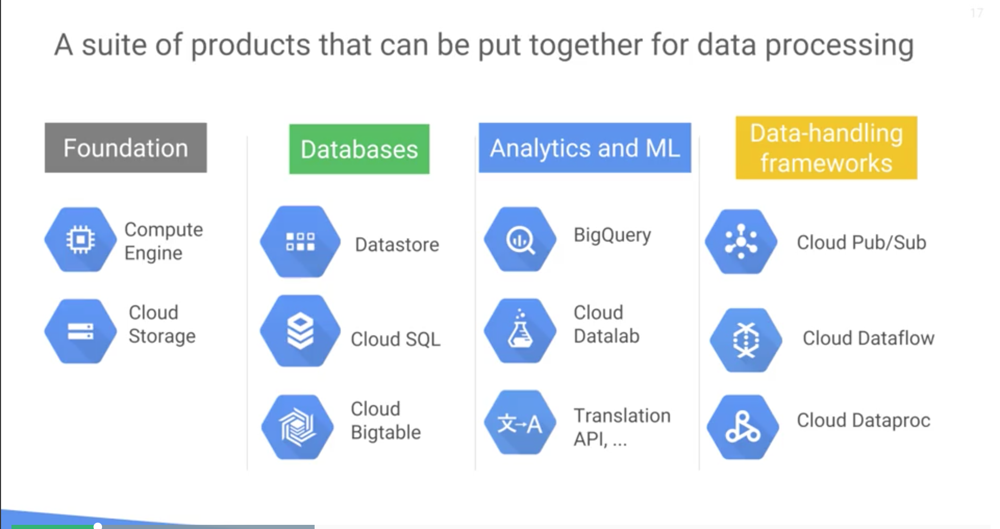 17
A suite of products that can be put together for data processing
Foundation
Compute
Engine
Cloud
Storage
Databases
Datastore
Cloud SQL
Cloud
Bigtable
Analytics and ML
BigQuery
Cloud
Datalab
文→A
Translation
API, ...
Data-handling
frameworks
Cloud Pub/Sub
Cloud Dataflow
Cloud Dataproc